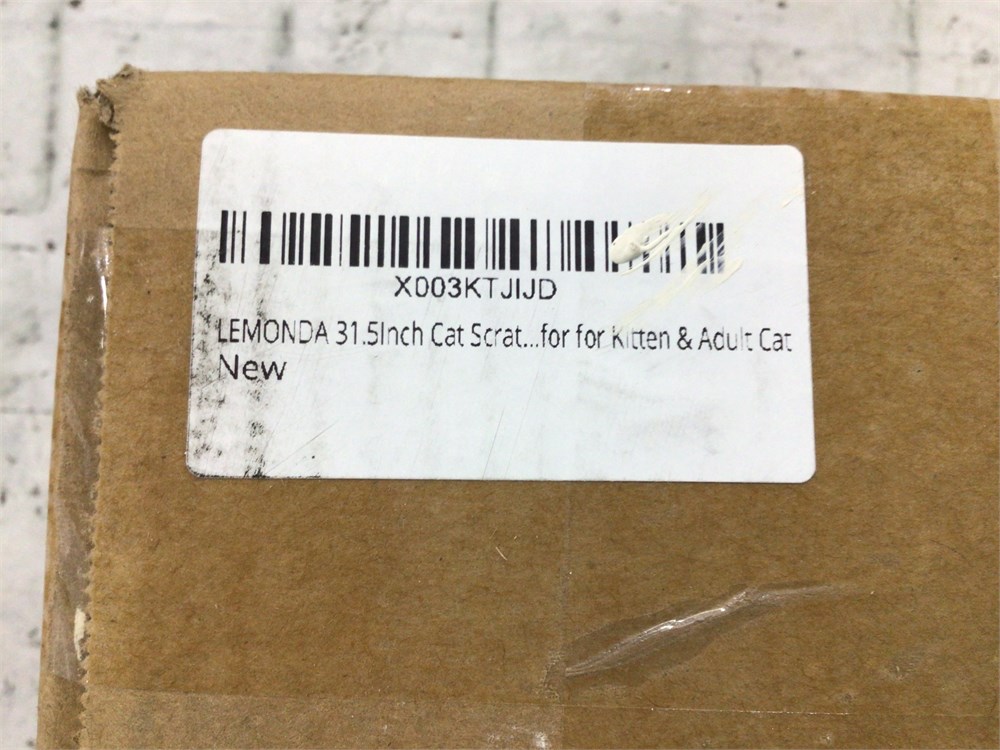 X003KTJIJD
LEMONDA 31.5Inch Cat Scrat...for for Kitten & Adult Cat
New